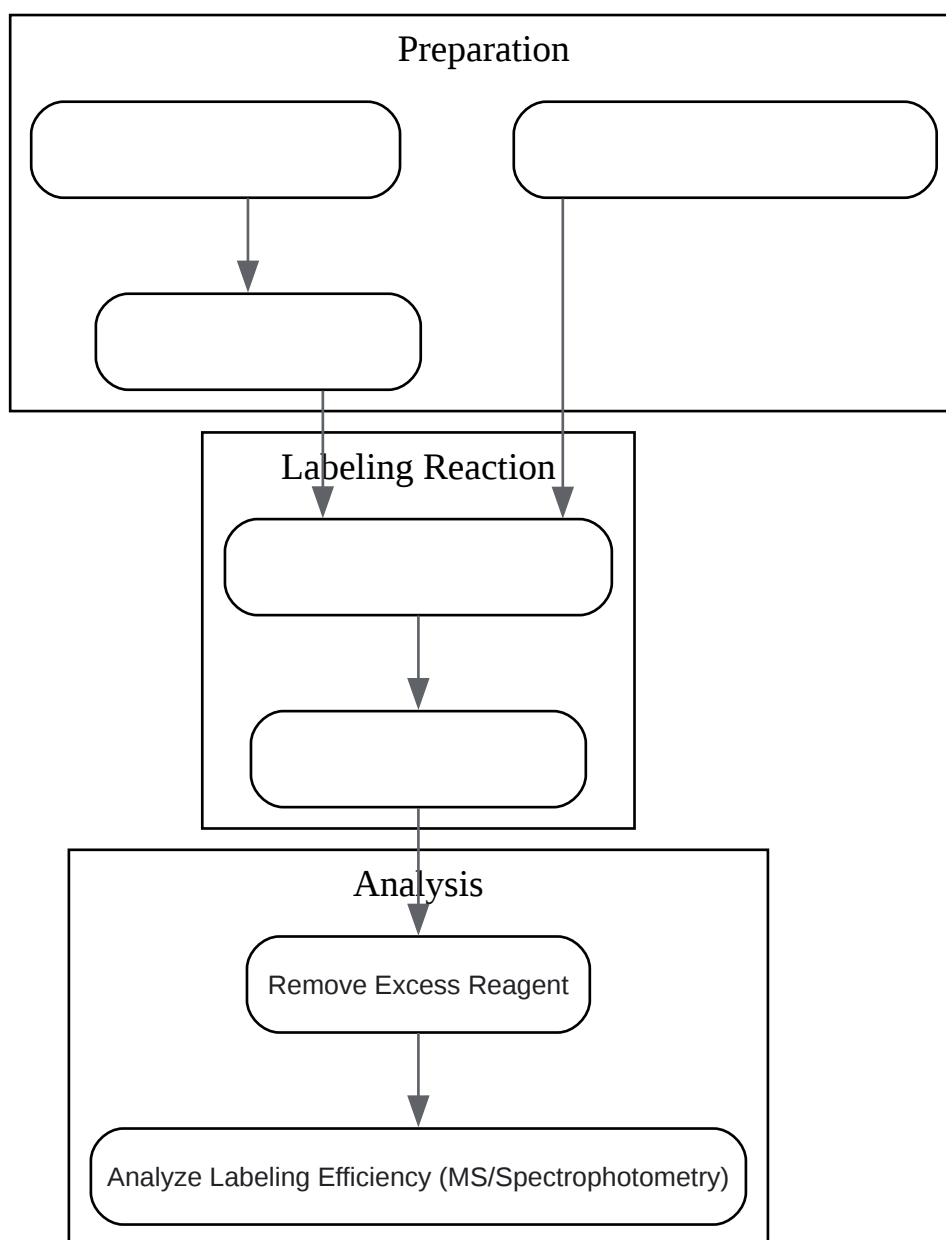 Preparation
Labeling Reaction
Analysis
Remove Excess Reagent
Analyze Labeling Efficiency (MS/Spectrophotometry)